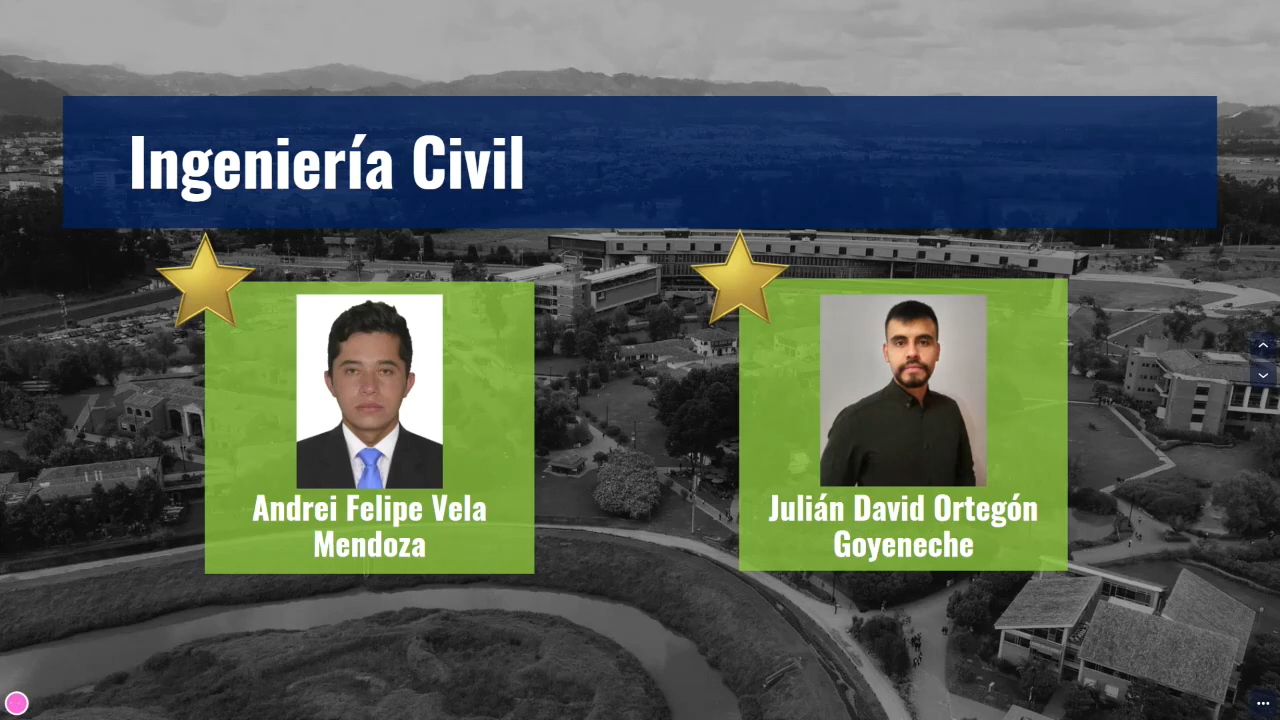 Ingeniería Civil
Andrei Felipe Vela
Mendoza
Julián David Ortegón
Goyeneche